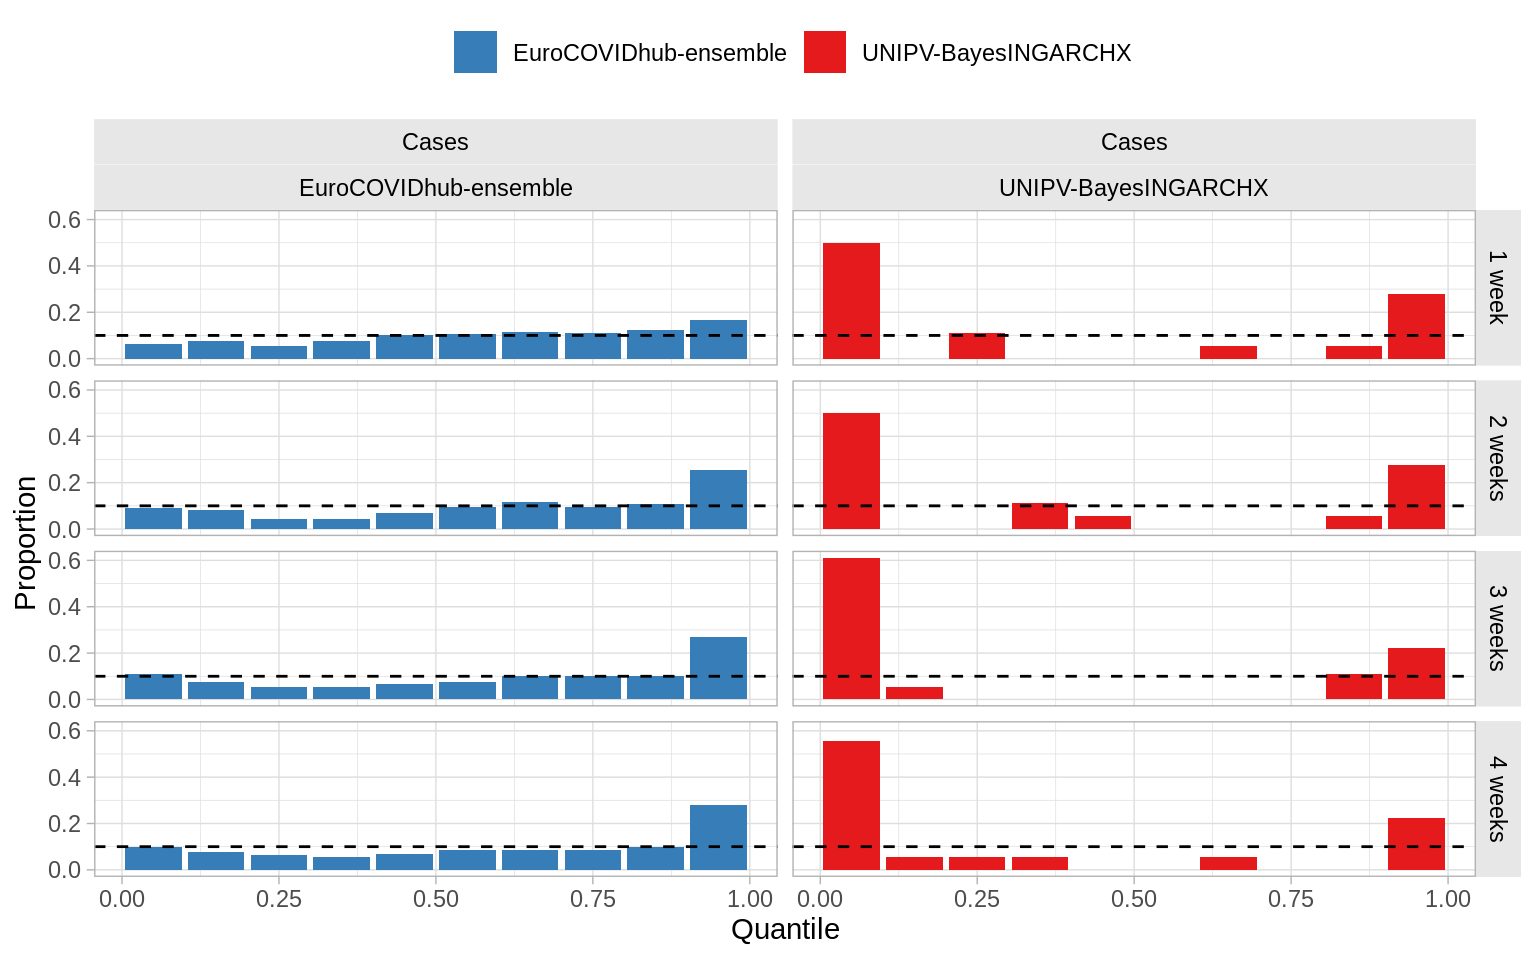 EuroCOVIDhub-ensemble UNIPV-BayesINGARCHX
Cases Cases
EuroCOVIDhub-ensemble UNIPV-BayesINGARCHX
0.6
0.4
0.2
0.0
1 week
0.6
0.4
0.2
0.0
2 weeks
Proportion
0.6
0.4
0.2
0.0
3 weeks
0.6
0.4
0.2
0.0
4 weeks
0.00 0.25 0.50 0.75 1.00 0.00 0.25 0.50 0.75 1.00
Quantile